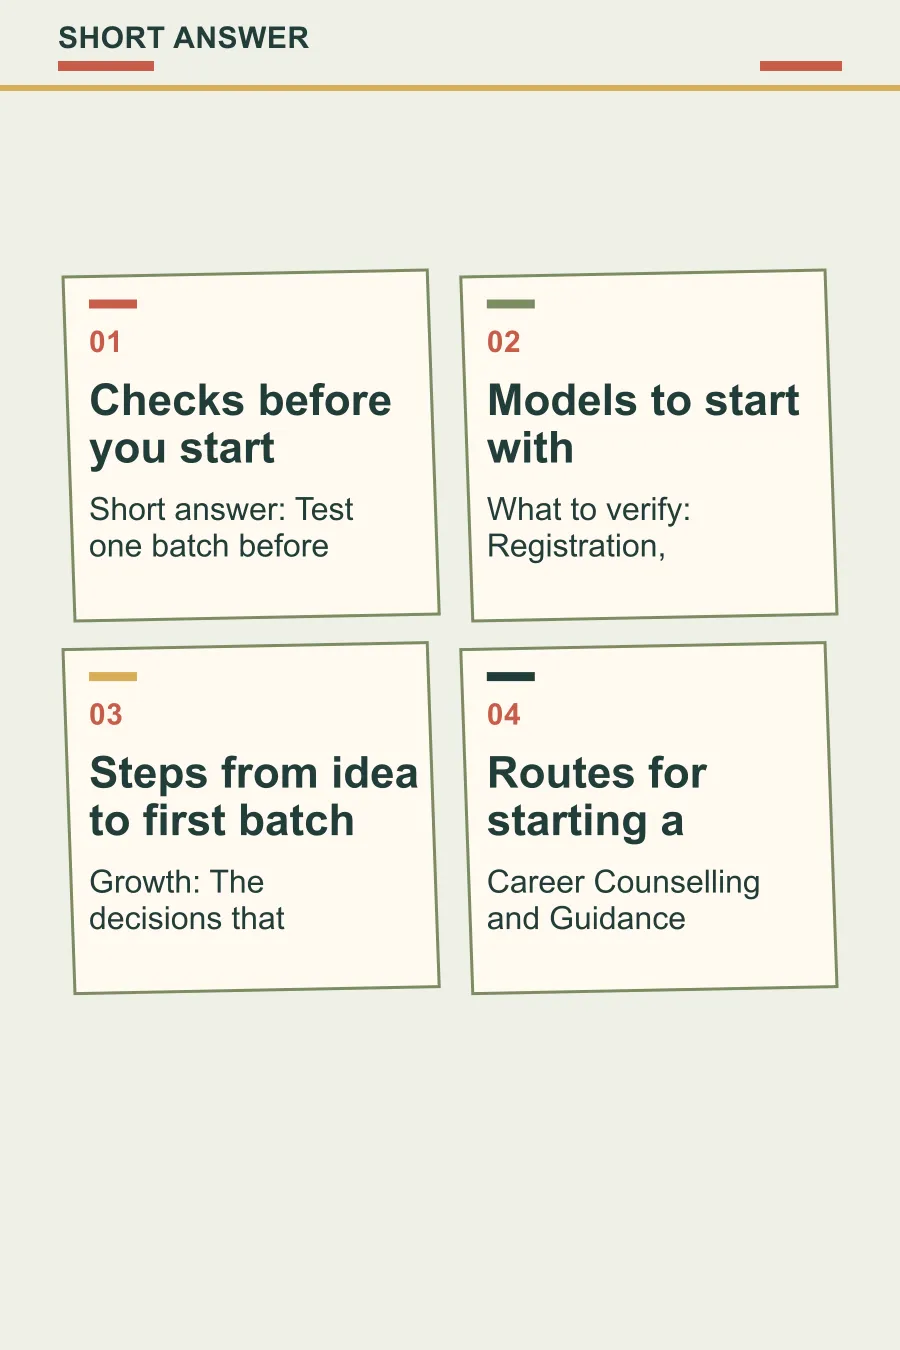 SHORT ANSWER
01
Checks before
you start
Short answer: Test
one batch before
02
Models to start
with
What to verify:
Registration,
03
Steps from idea
to first batch
Growth: The
decisions that
04
Routes for
starting a
Career Counselling
and Guidance